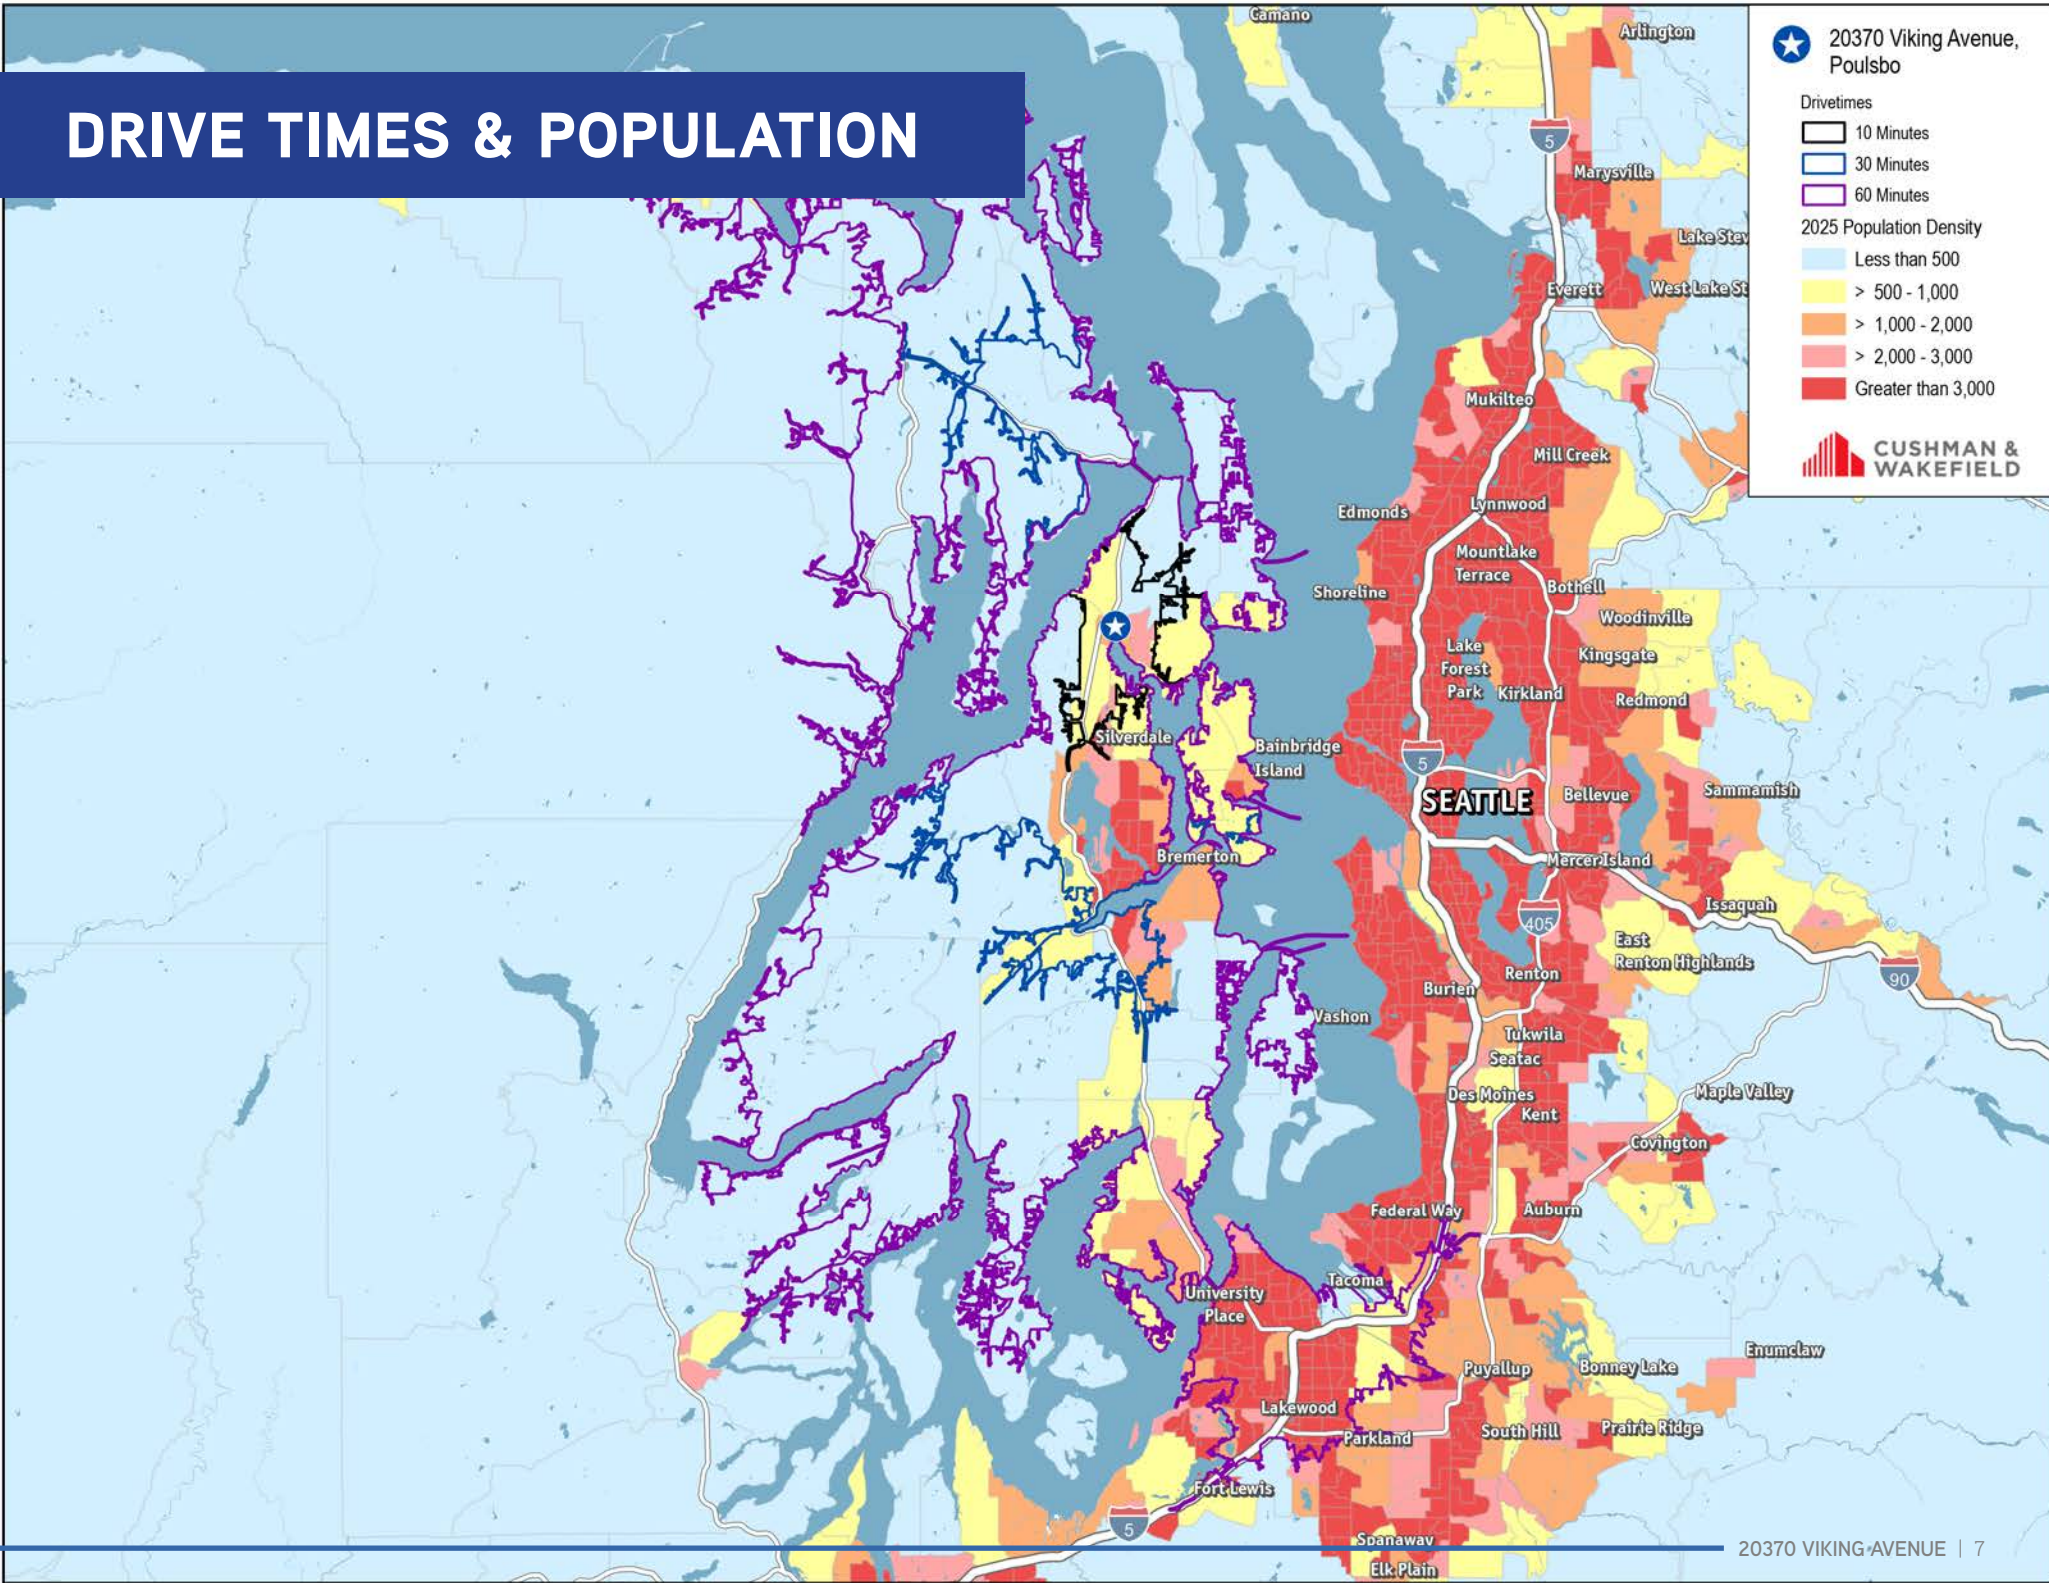 DRIVE TIMES & POPULATION
20370 Viking Avenue,
Poulsbo
Drivetimes
10 Minutes
30 Minutes
60 Minutes
2025 Population Density
Less than 500
> 500 - 1,000
> 1,000 - 2,000
> 2,000 - 3,000
Greater than 3,000
CUSHMAN &
WAKEFIELD
Camano
Arlington
5
Marysville
Lake Stev
Everett
West Lake St
Mukilteo
Mill Creek
Edmonds
Lynnwood
Mountlake
Terrace
Shoreline
Bothell
Woodinville
Lake
Forest
Park
Kingsgate
Kirkland
Redmond
Silverdale
Bainbridge
Island
5
SEATTLE
Bellevue
Sammamish
Bremerton
Mercer Island
Issaquah
405
East
Renton Highlands
Renton
90
Burien
Vashon
Tukwila
Seatac
Des Moines
Kent
Maple Valley
Covington
Federal Way
Auburn
Tacoma
University
Place
Puyallup
Bonney Lake
Enumclaw
Lakewood
Parkland
South Hill
Prairie Ridge
Fort Lewis
5
Spanaway
Elk Plain
20370 VIKING AVENUE | 7